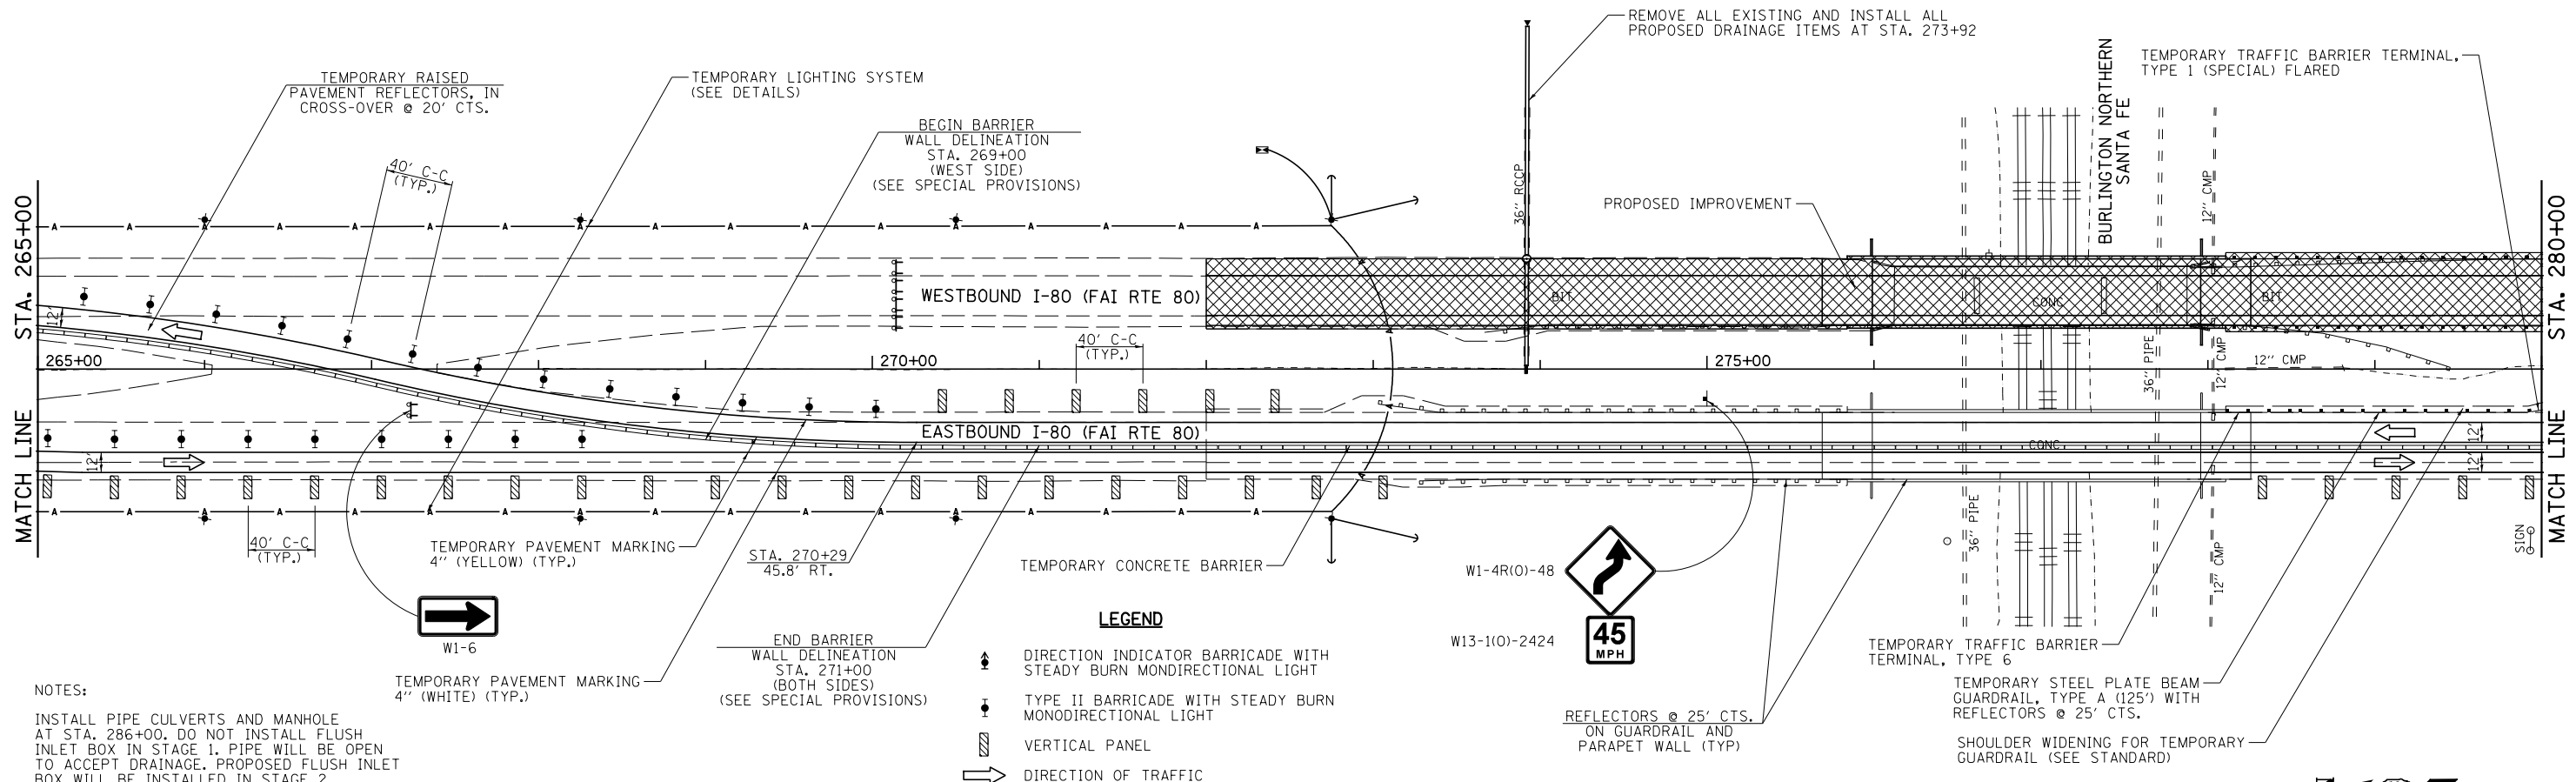 REMOVE ALL EXISTING AND INSTALL ALL
PROPOSED DRAINAGE ITEMS AT STA. 273+92
TEMPORARY TRAFFIC BARRIER TERMINAL,
TYPE 1 (SPECIAL) FLARED
BURLINGTON NORTHERN
SANTA FE
TEMPORARY RAISED
PAVEMENT REFLECTORS, IN
CROSS-OVER @ 20' CTS.
TEMPORARY LIGHTING SYSTEM
(SEE DETAILS)
BEGIN BARRIER
WALL DELINEATION
STA. 269+00
(WEST SIDE)
(SEE SPECIAL PROVISIONS)
40' C-C
(TYP.)
36" RCCP
PROPOSED IMPROVEMENT
12" CMP
MATCH LINE STA. 265+00
MATCH LINE STA. 280+00
A A A A A A A A A A A A A A A A A
WESTBOUND I-80 (FAI RTE 80)
BIT
CONC
BIT
12'
265+00
270+00
275+00
40' C-C
(TYP.)
36" PIPE
12" CMP
12" CMP
EASTBOUND I-80 (FAI RTE 80)
CONC
12'
12'
12'
A A A A A A A A A A A A A A A A A
40' C-C
(TYP.)
TEMPORARY PAVEMENT MARKING
4" (YELLOW) (TYP.)
STA. 270+29
45.8' RT.
TEMPORARY CONCRETE BARRIER
W1-4R(O)-48
36" PIPE
12" CMP
SIGN
W1-6
LEGEND
45
MPH
W13-1(O)-2424
END BARRIER
WALL DELINEATION
STA. 271+00
(BOTH SIDES)
(SEE SPECIAL PROVISIONS)
DIRECTION INDICATOR BARRICADE WITH
STEADY BURN MONDIRECTIONAL LIGHT
TYPE II BARRICADE WITH STEADY BURN
MONODIRECTIONAL LIGHT
VERTICAL PANEL
DIRECTION OF TRAFFIC
TEMPORARY PAVEMENT MARKING
4" (WHITE) (TYP.)
TEMPORARY TRAFFIC BARRIER
TERMINAL, TYPE 6
TEMPORARY STEEL PLATE BEAM
GUARDRAIL, TYPE A (125') WITH
REFLECTORS @ 25' CTS.
REFLECTORS @ 25' CTS.
ON GUARDRAIL AND
PARAPET WALL (TYP)
SHOULDER WIDENING FOR TEMPORARY
GUARDRAIL (SEE STANDARD)
NOTES:
INSTALL PIPE CULVERTS AND MANHOLE
AT STA. 286+00. DO NOT INSTALL FLUSH
INLET BOX IN STAGE 1. PIPE WILL BE OPEN
TO ACCEPT DRAINAGE. PROPOSED FLUSH INLET
BOX WILL BE INSTALLED IN STAGE 2